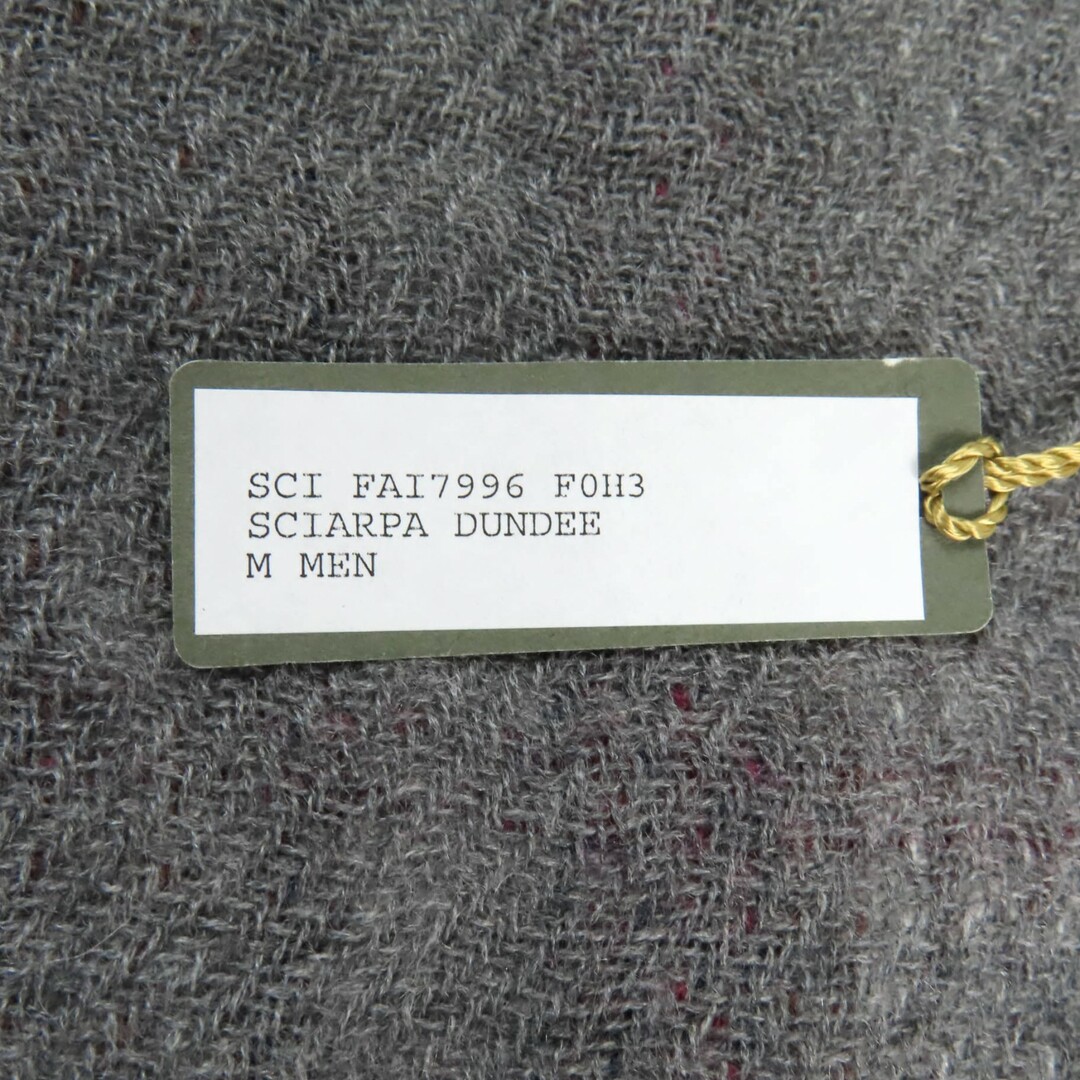 SCI FAI7996 F0H3
SCIARPA DUNDEE
M MEN